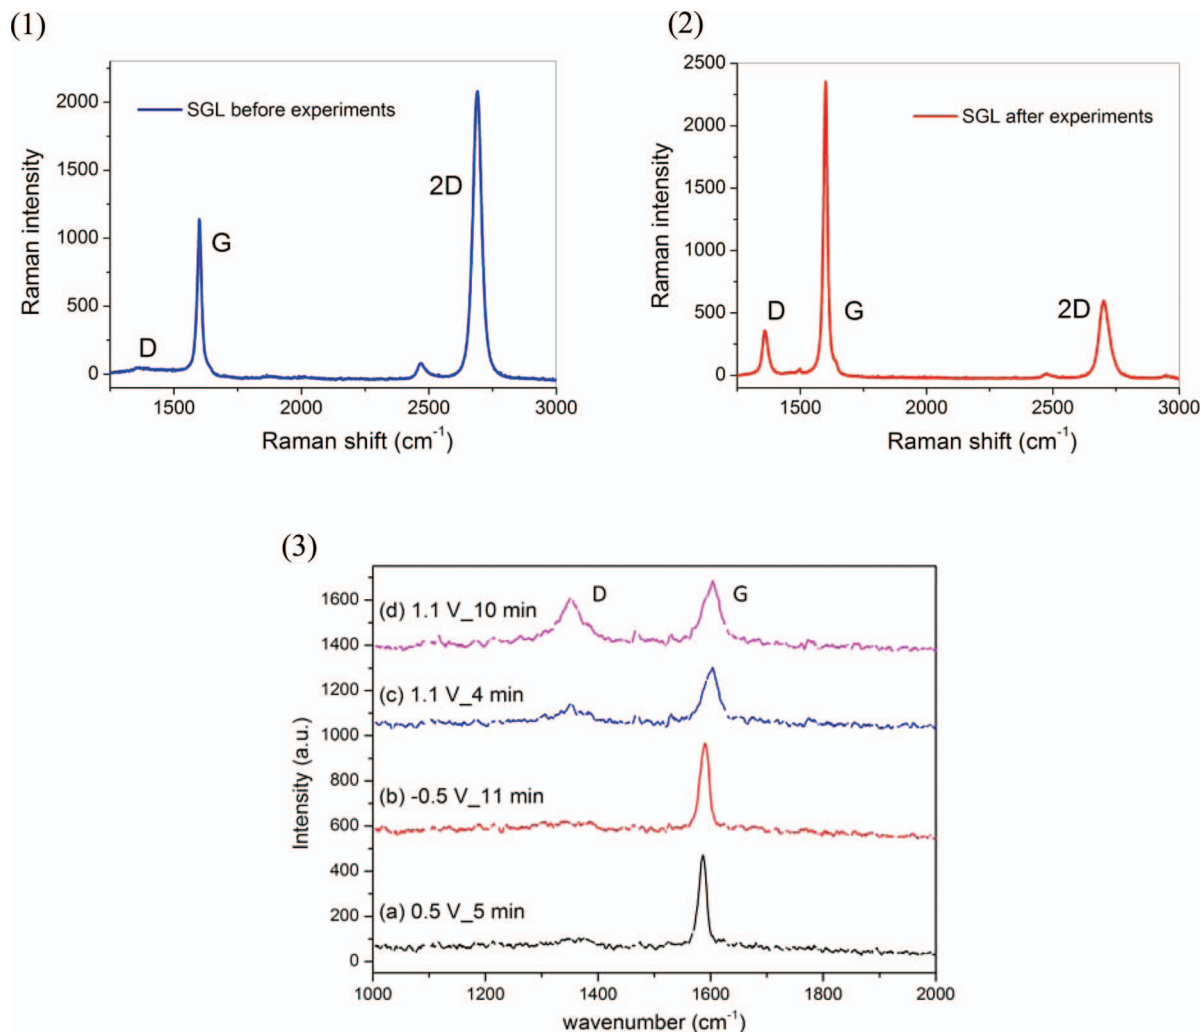 (1)
SGL before experiments
2000
1500
1000
500
0
D
G
2D
Raman intensity
1500
2000
2500
3000
Raman shift (cm⁻¹)
(2)
SGL after experiments
2500
2000
1500
1000
500
0
D
G
2D
Raman intensity
1500
2000
2500
3000
Raman shift (cm⁻¹)
(3)
1600
1400
1200
1000
800
600
400
200
0
Intensity (a.u.)
D
G
(d) 1.1 V_10 min
(c) 1.1 V_4 min
(b) -0.5 V_11 min
(a) 0.5 V_5 min
1000
1200
1400
1600
1800
2000
wavenumber (cm⁻¹)